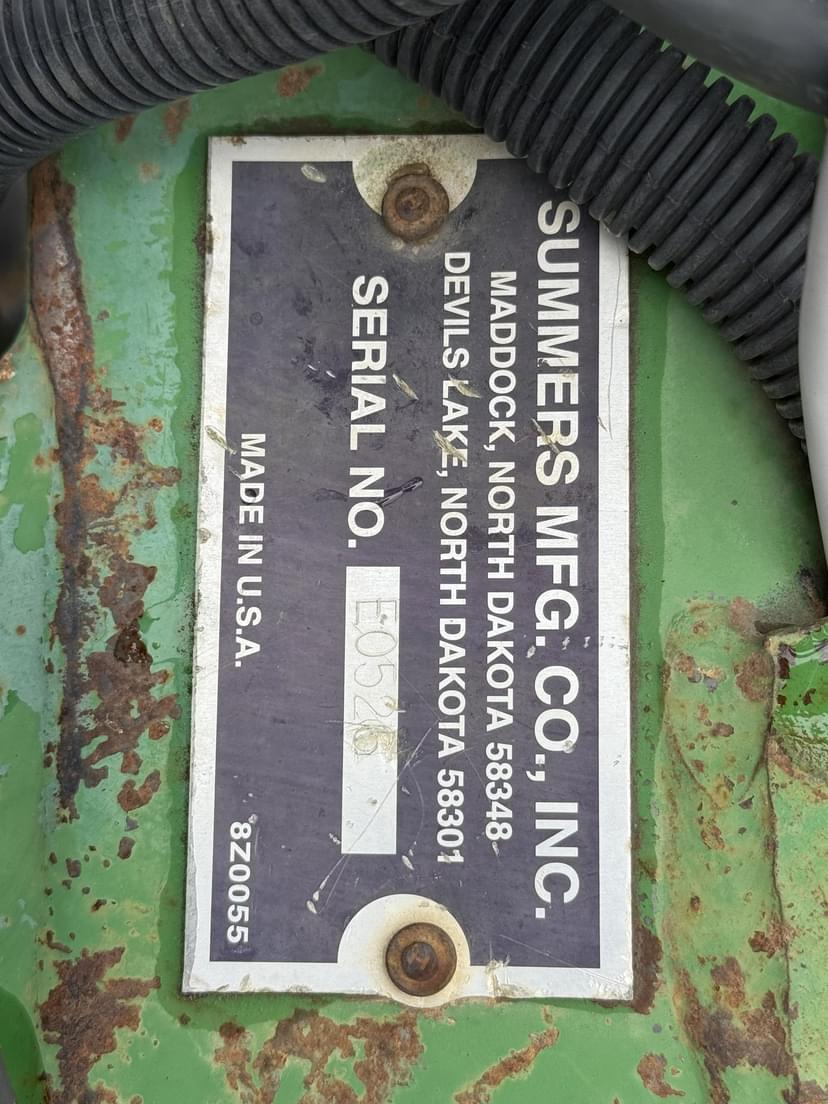 SUMMERS MFG. CO., INC.
MADDOCK, NORTH DAKOTA 58348
DEVILS LAKE, NORTH DAKOTA 58301
SERIAL NO.
MADE IN U.S.A.
8Z0055